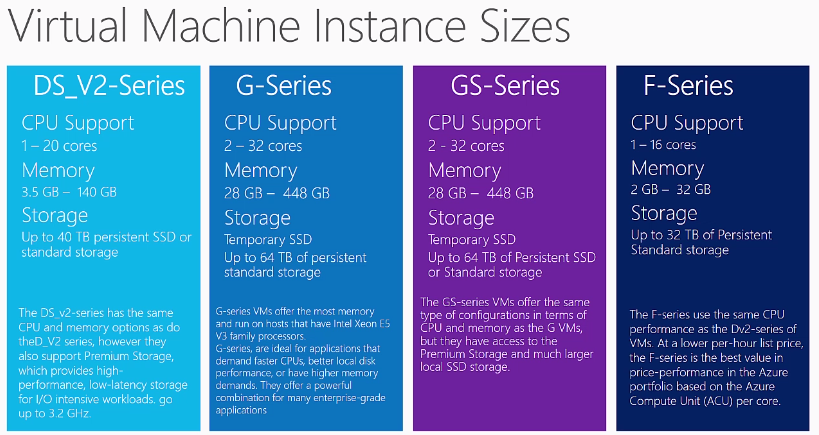 Virtual Machine Instance Sizes
DS_V2-Series
CPU Support
1 – 20 cores
Memory
3.5 GB – 140 GB
Storage
Up to 40 TB persistent SSD or
standard storage
The DS_v2-series has the same
CPU and memory options as do
theD_V2 series, however they
also support Premium Storage,
which provides high-
performance, low-latency storage
for I/O intensive workloads. go
up to 3.2 GHz.
G-Series
CPU Support
2 – 32 cores
Memory
28 GB – 448 GB
Storage
Temporary SSD
Up to 64 TB of persistent
standard storage
G-series VMs offer the most memory
and run on hosts that have Intel Xeon E5
V3 family processors.
G-series, are ideal for applications that
demand faster CPUs, better local disk
performance, or have higher memory
demands. They offer a powerful
combination for many enterprise-grade
applications
GS-Series
CPU Support
2 - 32 cores
Memory
28 GB – 448 GB
Storage
Temporary SSD
Up to 64 TB of Persistent SSD
or Standard storage
The GS-series VMs offer the same
type of configurations in terms of
CPU and memory as the G VMs,
but they have access to the
Premium Storage and much larger
local SSD storage.
F-Series
CPU Support
1 – 16 cores
Memory
2 GB – 32 GB
Storage
Up to 32 TB of Persistent
Standard storage
The F-series use the same CPU
performance as the Dv2-series of
VMs. At a lower per-hour list price,
the F-series is the best value in
price-performance in the Azure
portfolio based on the Azure
Compute Unit (ACU) per core.